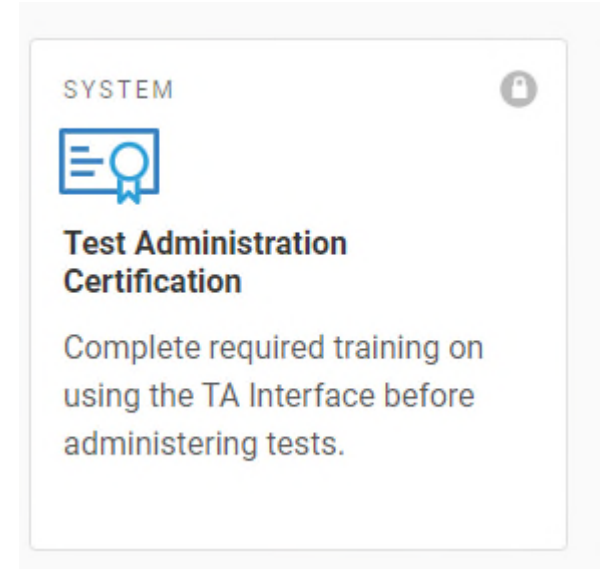 SYSTEM
Test Administration
Certification
Complete required training on
using the TA Interface before
administering tests.